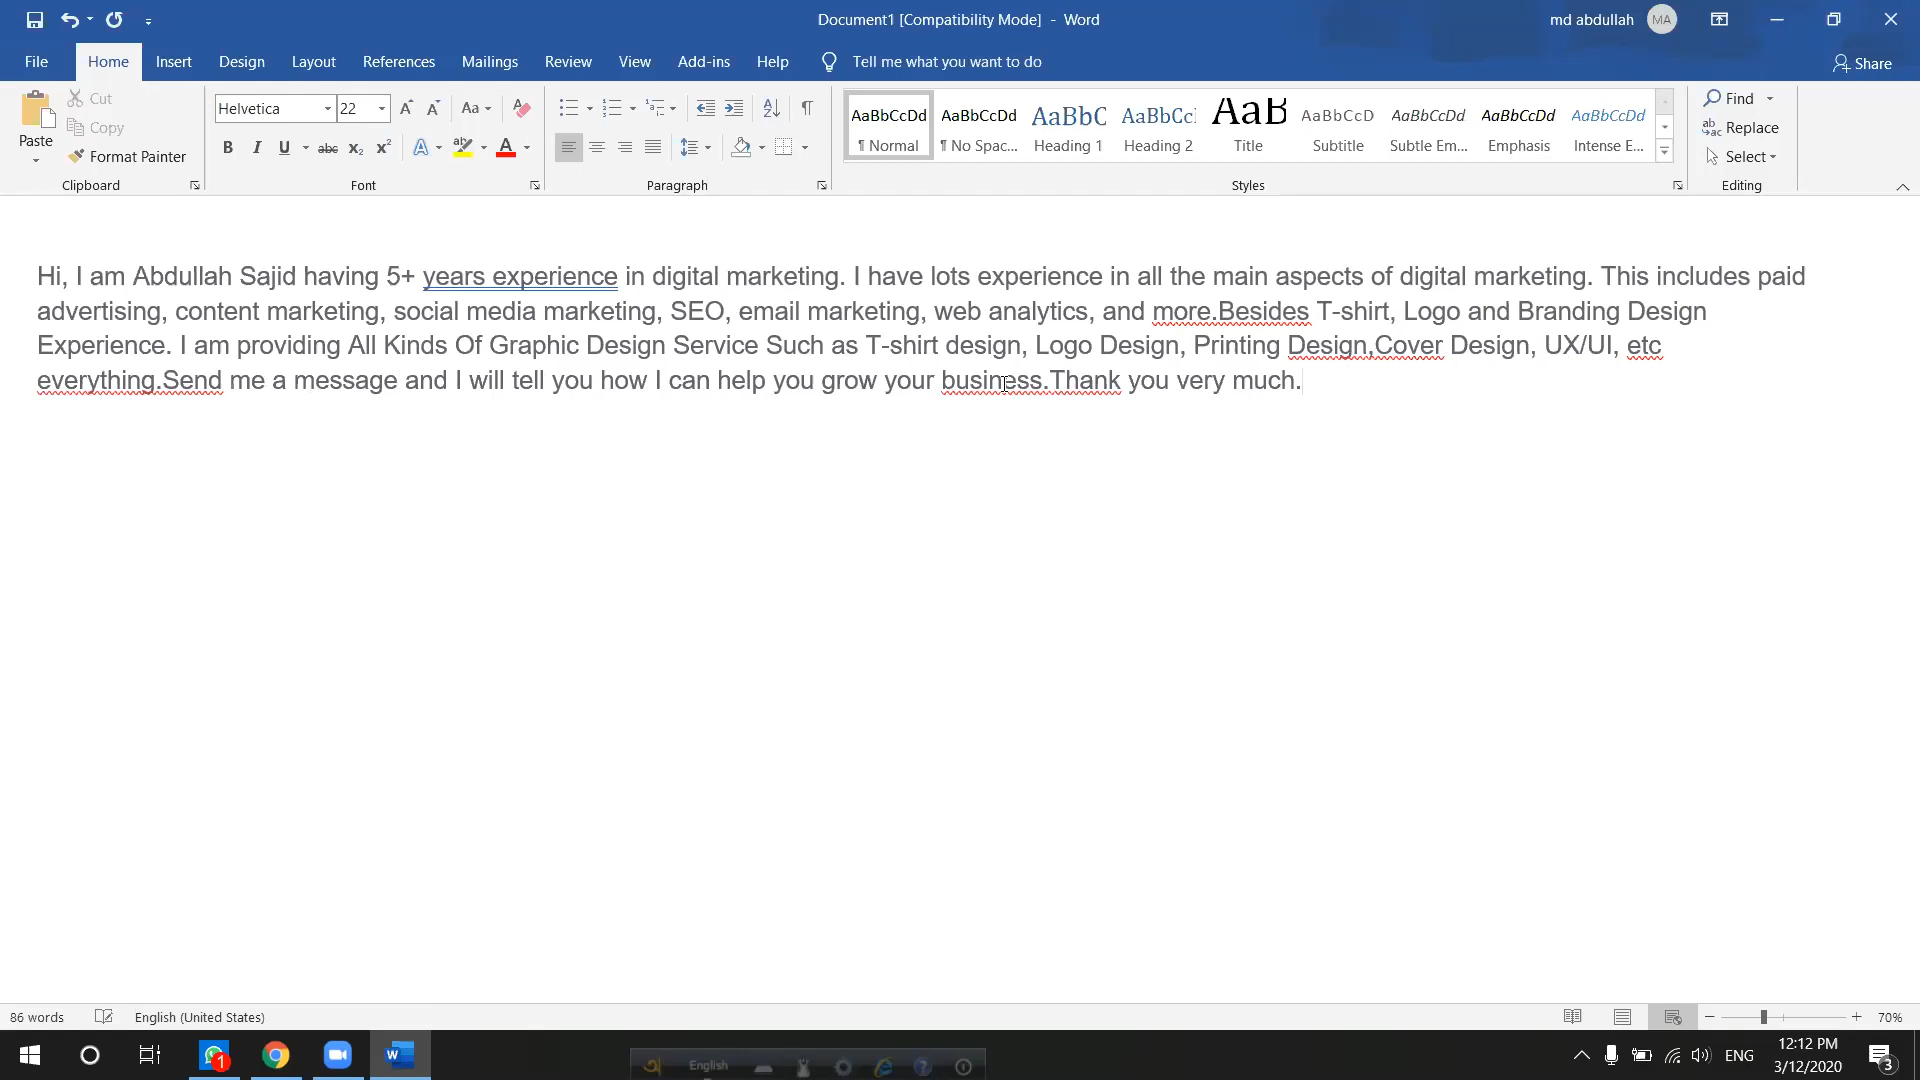 Document1 [Compatibility Mode] - Word
md abdullah MA
File Home Insert Design Layout References Mailings Review View Add-ins Help Tell me what you want to do Share
Paste Cut Copy Format Painter Clipboard
Helvetica 22 Aa
B I U abc x₂ x² A ab A Font
Paragraph
AaBbCcDd AaBbCcDd AaBbC AaBbCcI AaB AaBbCcD AaBbCcDd AaBbCcDd AaBbCcDd
¶ Normal ¶ No Spac... Heading 1 Heading 2 Title Subtitle Subtle Em... Emphasis Intense E...
Styles
Find Replace Select Editing
Hi, I am Abdullah Sajid having 5+ years experience in digital marketing. I have lots experience in all the main aspects of digital marketing. This includes paid
advertising, content marketing, social media marketing, SEO, email marketing, web analytics, and more.Besides T-shirt, Logo and Branding Design
Experience. I am providing All Kinds Of Graphic Design Service Such as T-shirt design, Logo Design, Printing Design,Cover Design, UX/UI, etc
everything.Send me a message and I will tell you how I can help you grow your business.Thank you very much.
86 words English (United States) 70%
1 W English ENG 12:12 PM
3/12/2020 3